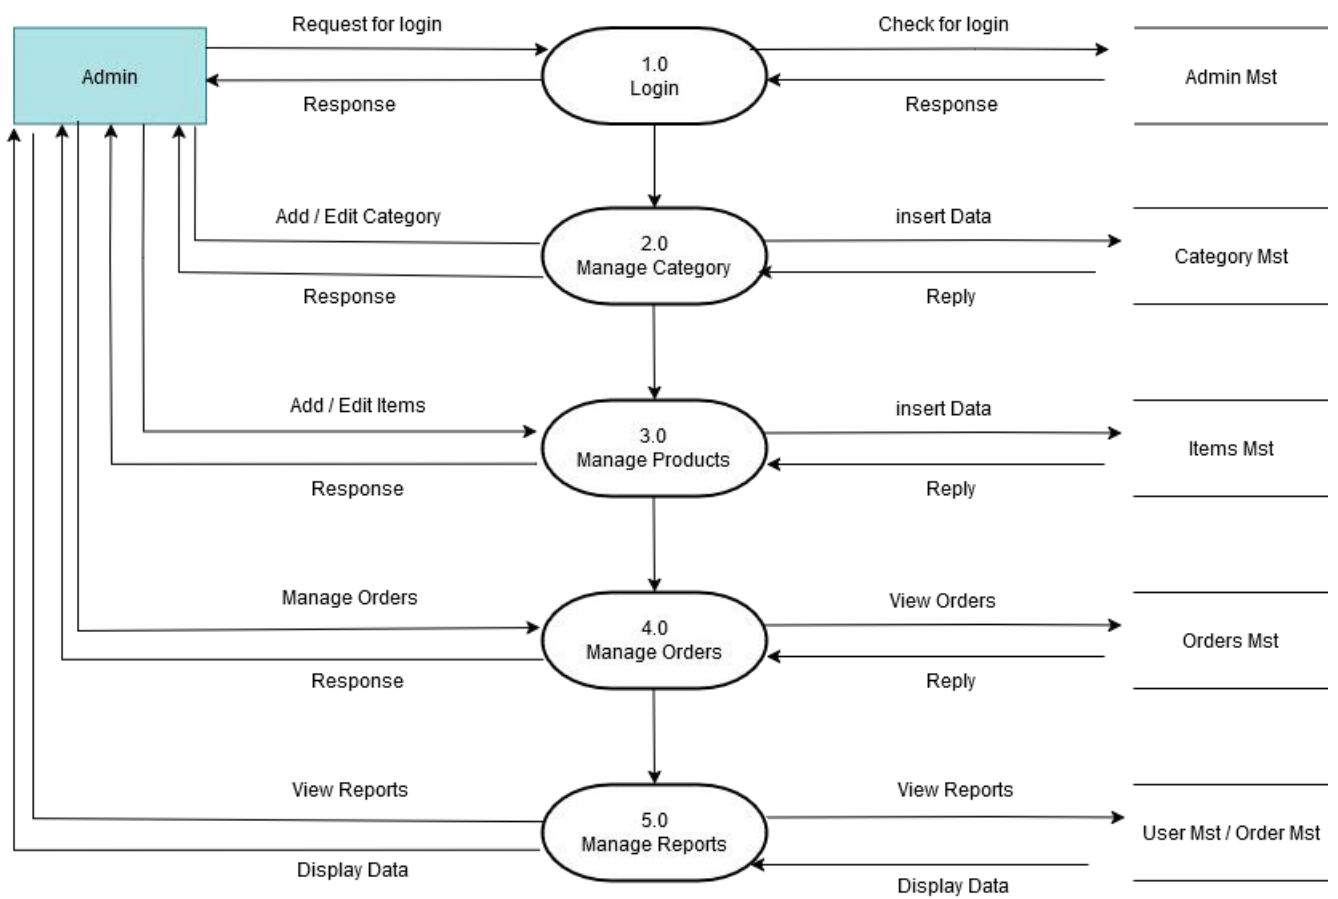 Request for login
Check for login
Admin
1.0
Login
Admin Mst
Response
Response
Add / Edit Category
insert Data
2.0
Manage Category
Category Mst
Response
Reply
Add / Edit Items
insert Data
3.0
Manage Products
Items Mst
Response
Reply
Manage Orders
View Orders
4.0
Manage Orders
Orders Mst
Response
Reply
View Reports
View Reports
5.0
Manage Reports
User Mst / Order Mst
Display Data
Display Data